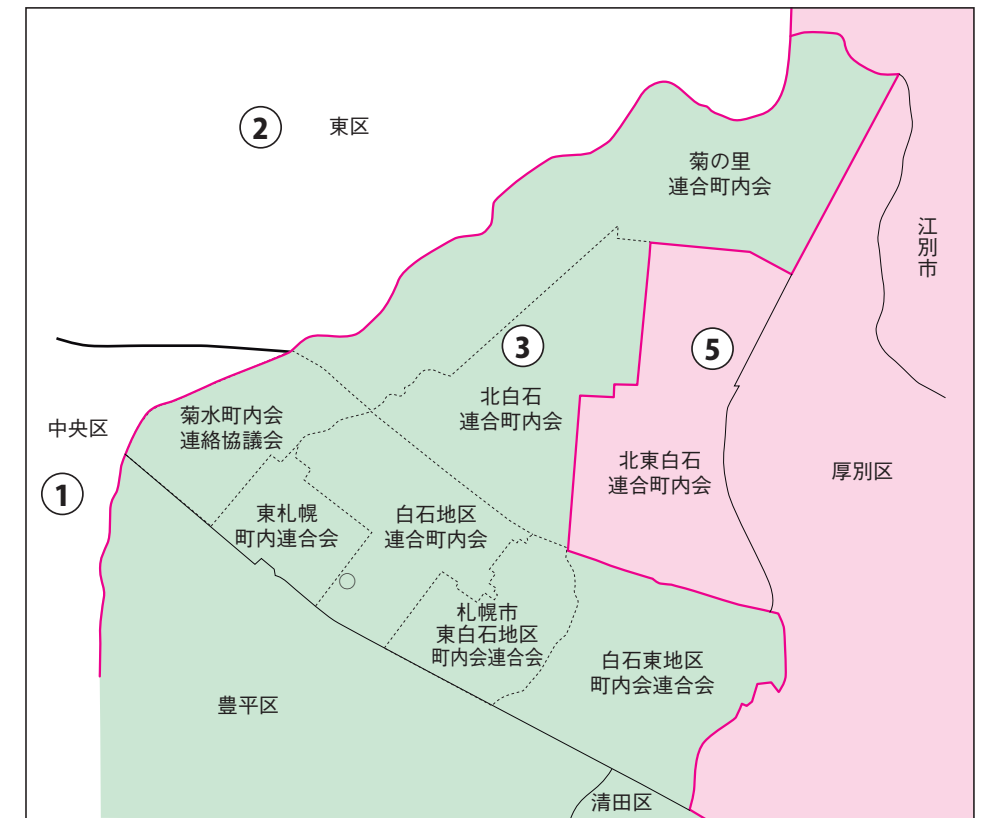 ②
東区
菊の里
連合町内会
江別市
③
⑤
北白石
連合町内会
中央区
菊水町内会
連絡協議会
①
北東白石
連合町内会
厚別区
東札幌
町内連合会
白石地区
連合町内会
札幌市
東白石地区
町内会連合会
白石東地区
町内会連合会
豊平区
清田区